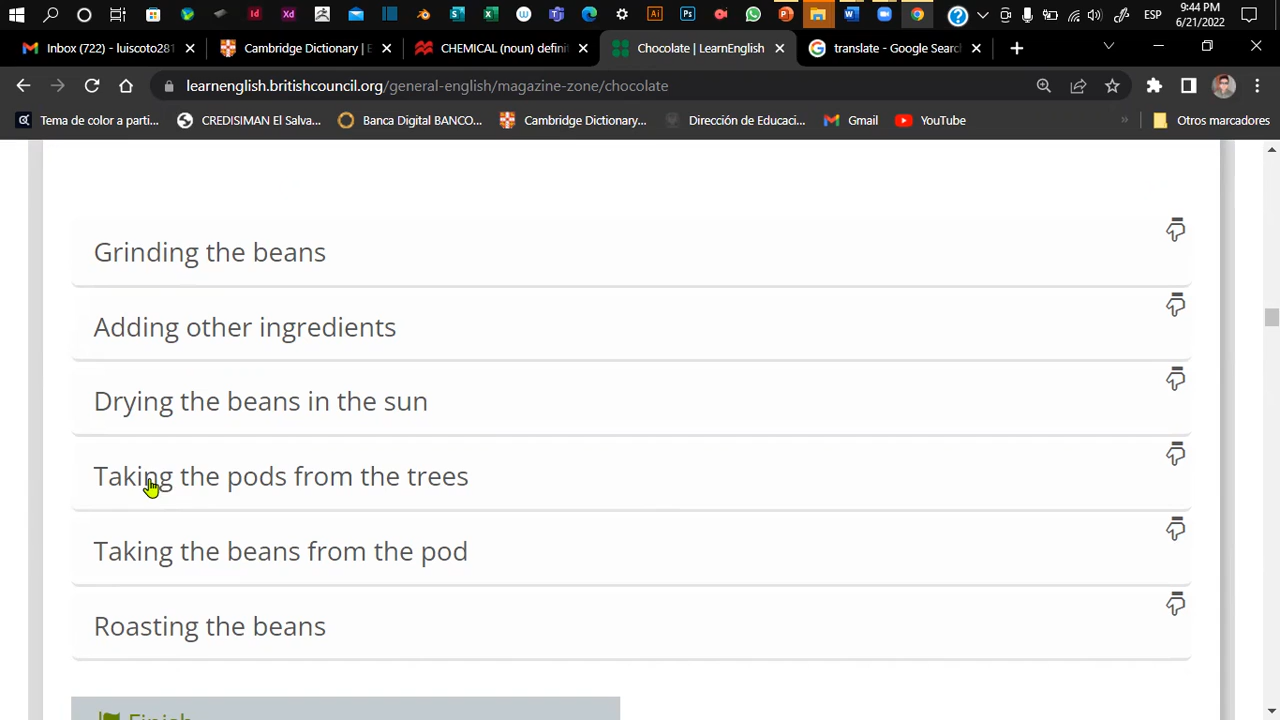 9:44 PM
ESP
6/21/2022
Inbox (722) - luiscoto281
Cambridge Dictionary | E
CHEMICAL (noun) defini
Chocolate | LearnEnglish
translate - Google Searc
learnenglish.britishcouncil.org/general-english/magazine-zone/chocolate
Tema de color a parti...
CREDISIMAN El Salva...
Banca Digital BANCO...
Cambridge Dictionary...
Dirección de Educaci...
Gmail
YouTube
Otros marcadores
Grinding the beans
Adding other ingredients
Drying the beans in the sun
Taking the pods from the trees
Taking the beans from the pod
Roasting the beans
Finish